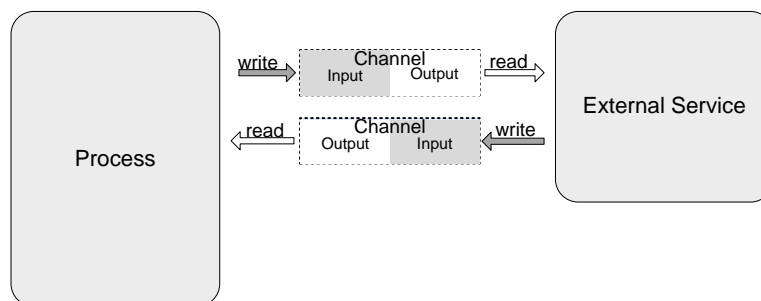 write
Channel
read
Input
Output
External Service
read
Channel
write
Output
Input
Process